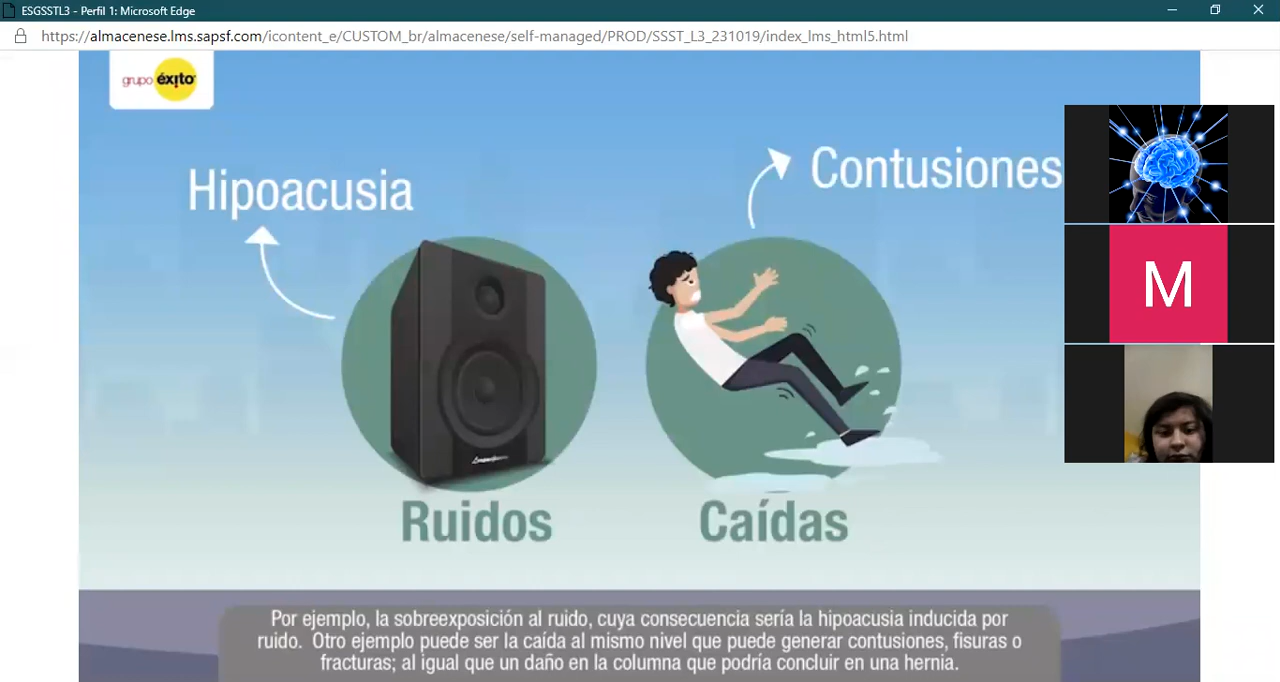 ESGSSTL3 - Perfil 1: Microsoft Edge
https://almacenese.lms.sapsf.com/icontent_e/CUSTOM_br/almacenese/self-managed/PROD/SSST_L3_231019/index_lms_html5.html
grupo éxito
Hipoacusia
Contusiones
M
Ruidos
Caídas
Por ejemplo, la sobreexposición al ruido, cuya consecuencia sería la hipoacusia inducida por
ruido. Otro ejemplo puede ser la caída al mismo nivel que puede generar contusiones, fisuras o
fracturas; al igual que un daño en la columna que podría concluir en una hernia.